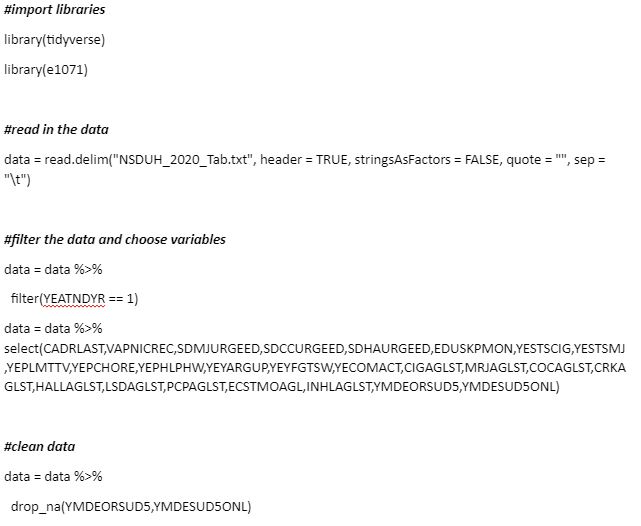 #import libraries
library(tidyverse)
library(e1071)
#read in the data
data = read.delim("NSDUH_2020_Tab.txt", header = TRUE, stringsAsFactors = FALSE, quote = "", sep =
"\t")
#filter the data and choose variables
data = data %>%
filter(YEATNDYR == 1)
data = data %>%
select(CADRLAST,VAPNICREC,SDMJURGEED,SDCCURGEED,SDHAURGEED,EDUSKPMON,YESTSCIG,YESTSMJ
,YEPLMTTV,YEPCHORE,YEPHLPHW,YEYARGUP,YEYFGTSW,YECOMACT,CIGAGLST,MRJAGLST,COCAGLST,CRKA
GLST,HALLAGLST,LSDAGLST,PCPAGLST,ECSTMOAGL,INHLAGLST,YMDEORSUD5,YMDESUD5ONL)
#clean data
data = data %>%
drop_na(YMDEORSUD5,YMDESUD5ONL)